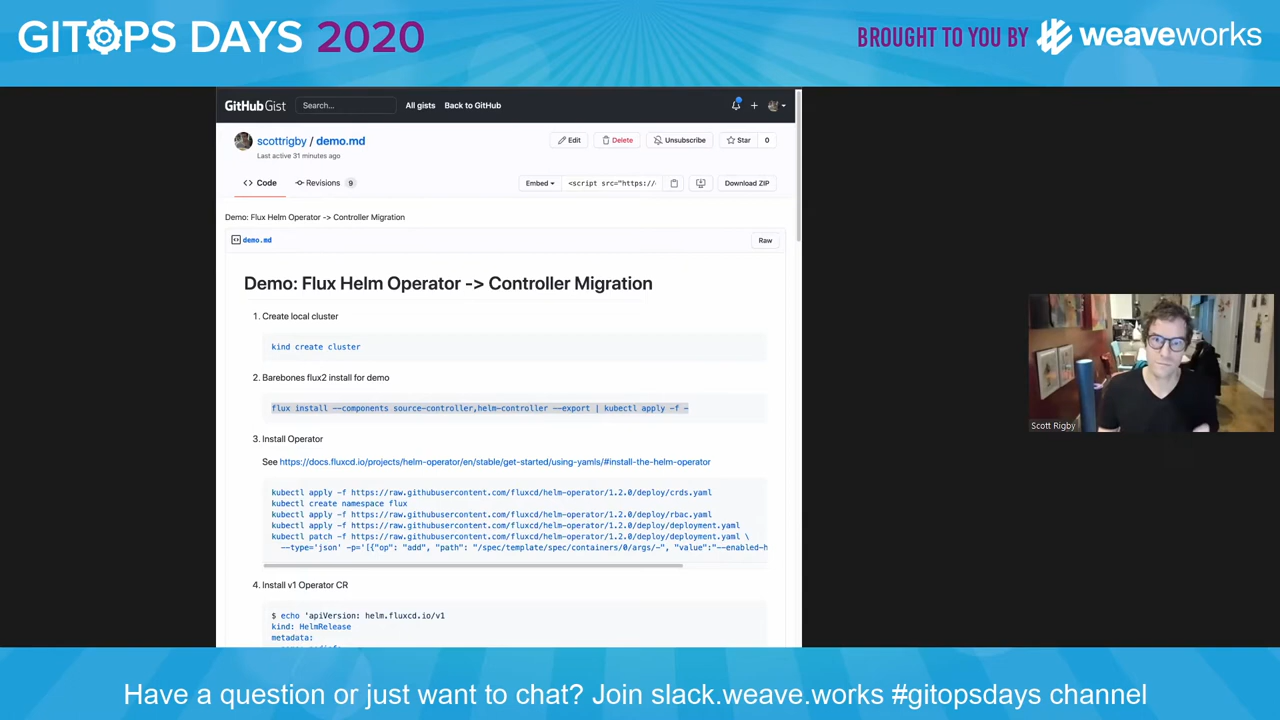 GITOPS DAYS 2020
BROUGHT TO YOU BY weaveworks
GitHub Gist
Search...
All gists
Back to GitHub
scottrigby / demo.md
Last active 31 minutes ago
Edit
Delete
Unsubscribe
Star
0
Code
Revisions 9
Embed
<script src="https:/
Download ZIP
Demo: Flux Helm Operator -> Controller Migration
demo.md
Raw
Demo: Flux Helm Operator -> Controller Migration
1. Create local cluster
kind create cluster
2. Barebones flux2 install for demo
flux install --components source-controller,helm-controller --export | kubectl apply -f -
3. Install Operator
See https://docs.fluxcd.io/projects/helm-operator/en/stable/get-started/using-yamls/#install-the-helm-operator
kubectl apply -f https://raw.githubusercontent.com/fluxcd/helm-operator/1.2.0/deploy/crds.yaml
kubectl create namespace flux
kubectl apply -f https://raw.githubusercontent.com/fluxcd/helm-operator/1.2.0/deploy/rbac.yaml
kubectl apply -f https://raw.githubusercontent.com/fluxcd/helm-operator/1.2.0/deploy/deployment.yaml
kubectl patch -f https://raw.githubusercontent.com/fluxcd/helm-operator/1.2.0/deploy/deployment.yaml \
--type='json' -p='[{"op": "add", "path": "/spec/template/spec/containers/0/args/-", "value":"--enabled-h
4. Install v1 Operator CR
$ echo 'apiVersion: helm.fluxcd.io/v1
kind: HelmRelease
metadata:
Scott Rigby
Have a question or just want to chat? Join slack.weave.works #gitopsdays channel